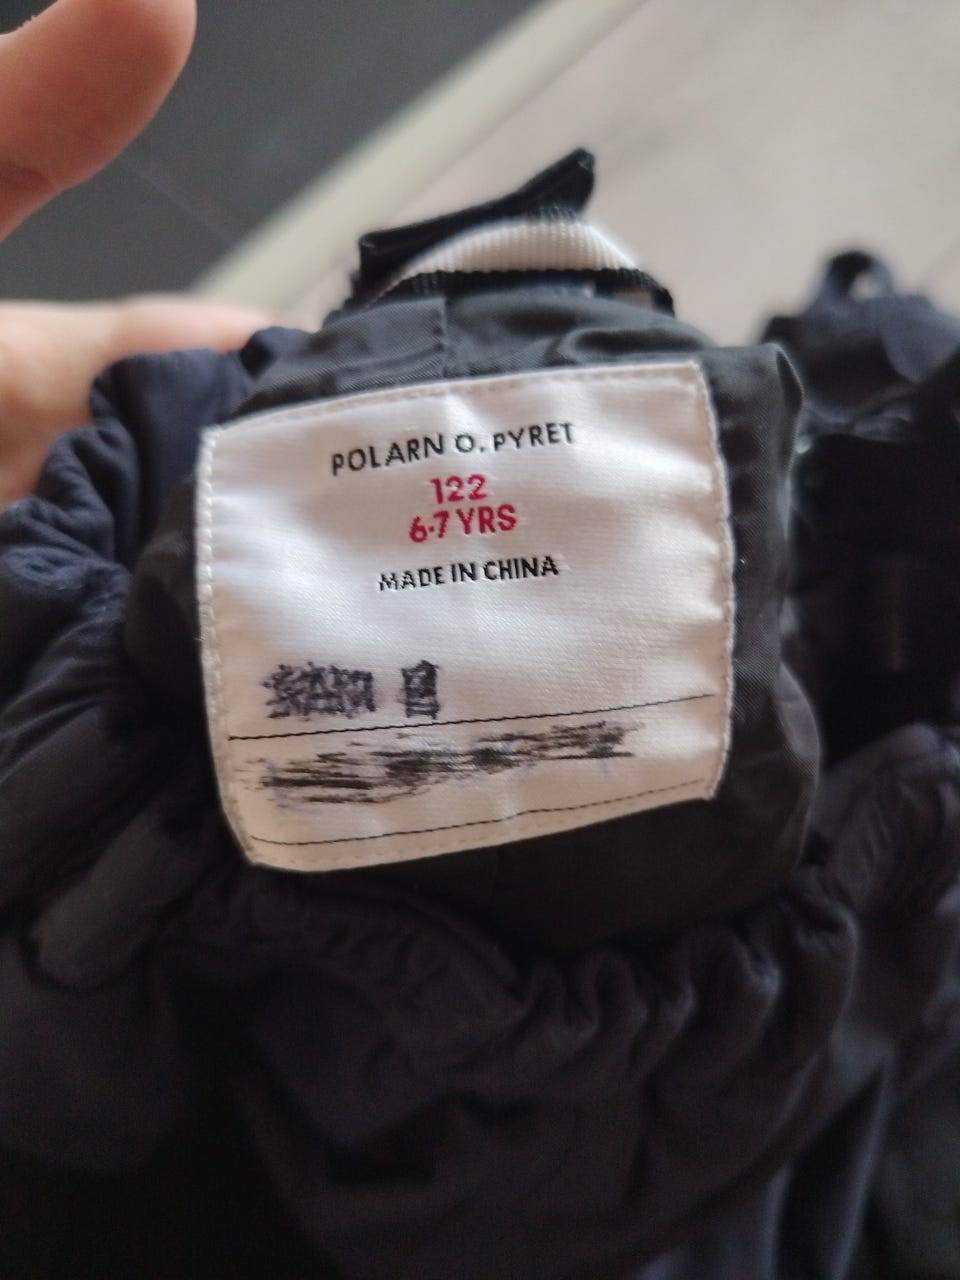 POLARN O. PYRET
122
6-7 YRS
MADE IN CHINA